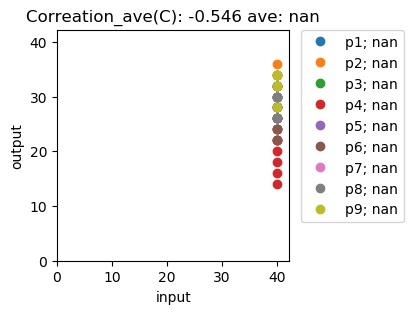 Correation_ave(C): -0.546 ave: nan
40
30
20
10
0
output
0 10 20 30 40
input
p1; nan
p2; nan
p3; nan
p4; nan
p5; nan
p6; nan
p7; nan
p8; nan
p9; nan